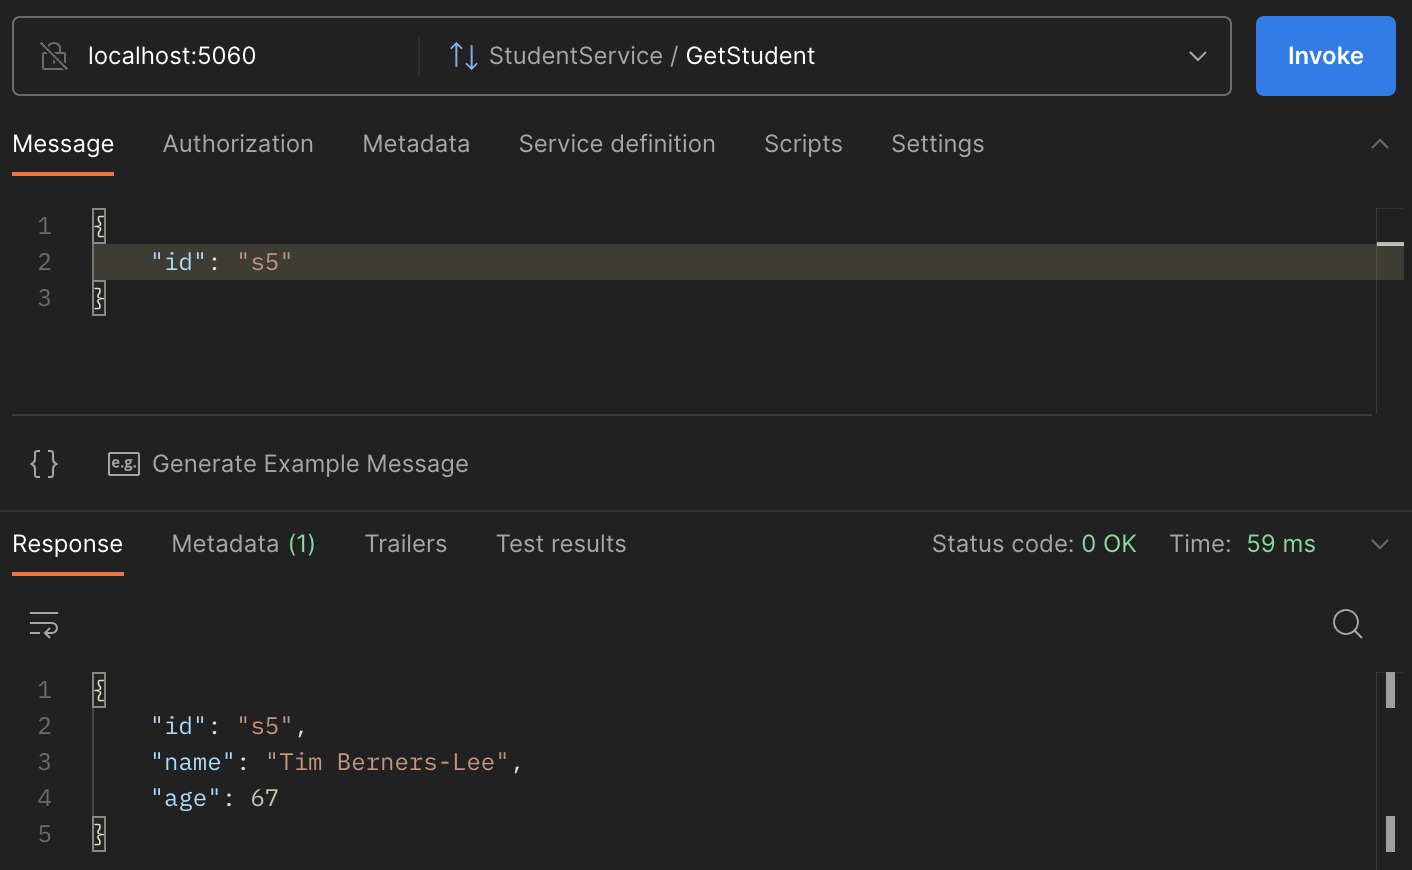 localhost:5060 StudentService / GetStudent Invoke
Message Authorization Metadata Service definition Scripts Settings
1 {
2 "id": "s5"
3 }
{} e.g. Generate Example Message
Response Metadata (1) Trailers Test results Status code: 0 OK Time: 59 ms
1 {
2 "id": "s5",
3 "name": "Tim Berners-Lee",
4 "age": 67
5 }